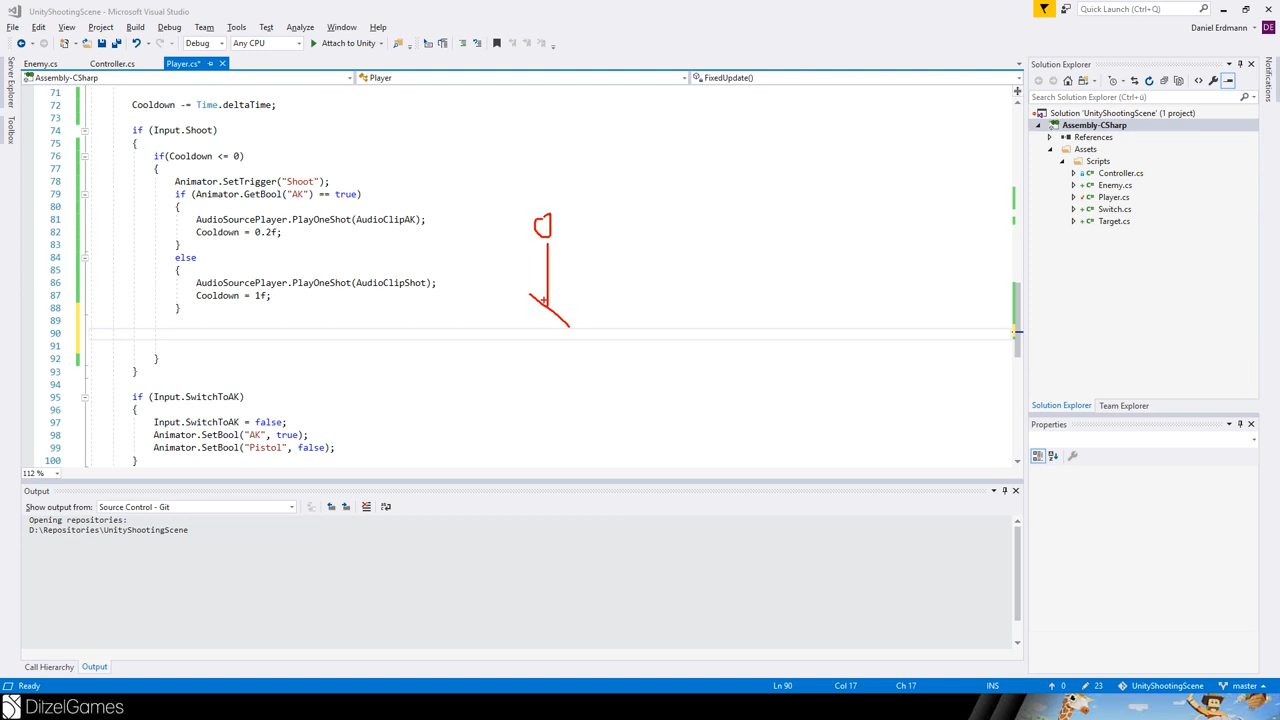 UnityShootingScene - Microsoft Visual Studio
Quick Launch (Ctrl+Q)
File Edit View Project Build Debug Team Tools Test Analyze Window Help
Daniel Erdmann DE
Debug Any CPU Attach to Unity
Enemy.cs Controller.cs Player.cs*
Assembly-CSharp Player FixedUpdate()
Server Explorer
Toolbox
71
72 Cooldown -= Time.deltaTime;
73
74 if (Input.Shoot)
75 {
76 if(Cooldown <= 0)
77 {
78 Animator.SetTrigger("Shoot");
79 if (Animator.GetBool("AK") == true)
80 {
81 AudioSourcePlayer.PlayOneShot(AudioClipAK);
82 Cooldown = 0.2f;
83 }
84 else
85 {
86 AudioSourcePlayer.PlayOneShot(AudioClipShot);
87 Cooldown = 1f;
88 }
89
90
91
92 }
93 }
94
95 if (Input.SwitchToAK)
96 {
97 Input.SwitchToAK = false;
98 Animator.SetBool("AK", true);
99 Animator.SetBool("Pistol", false);
100 }
112 %
Output
Show output from: Source Control - Git
Opening repositories:
D:\Repositories\UnityShootingScene
Call Hierarchy Output
Solution Explorer
Search Solution Explorer (Ctrl+ü)
Solution 'UnityShootingScene' (1 project)
Assembly-CSharp
References
Assets
Scripts
Controller.cs
Enemy.cs
Player.cs
Switch.cs
Target.cs
Solution Explorer Team Explorer
Properties
Notifications
Ready Ln 90 Col 17 Ch 17 INS 0 23 UnityShootingScene master
DitzelGames